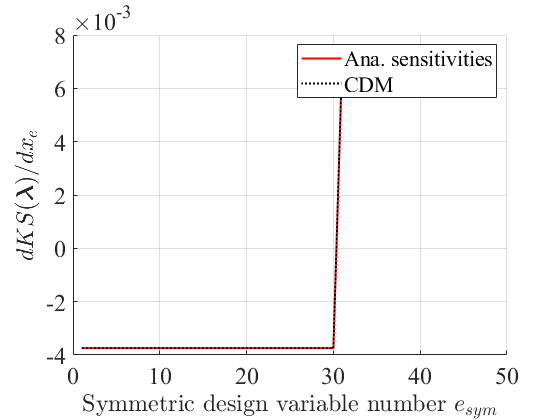 ×10⁻³
8
6
4
2
0
-2
-4
0 10 20 30 40 50
dKS(λ)/dxₑ
Ana. sensitivities
CDM
Symmetric design variable number e_sym